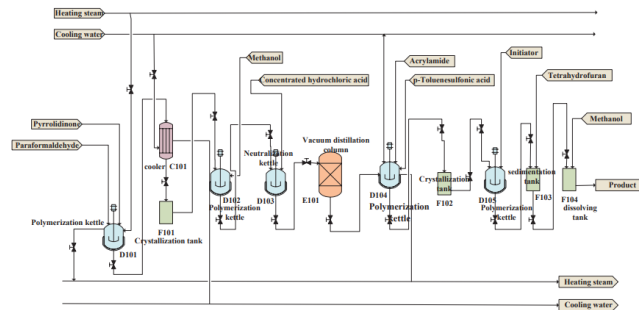 Heating steam
Cooling water
Methanol
oncentrated hydrochloric acid
Acrylamide
p-Toluenesulfonic acid
Initiator
Tetrahydrofuran
Methanol
Pyrrolidinone
Paraformaldehyde
cooler C101
Neutralization
kettle
Vacuum distillation
column
Crystallization
tank
sedimentation
tank
Product
D102
Polymerization
kettle
D103
E101
D104
Polymerization
kettle
F102
D105
Polymerization
kettle
F103
F104
dissolving
tank
F101
Crystallization tank
Polymerization kettle
D101
Heating steam
Cooling water